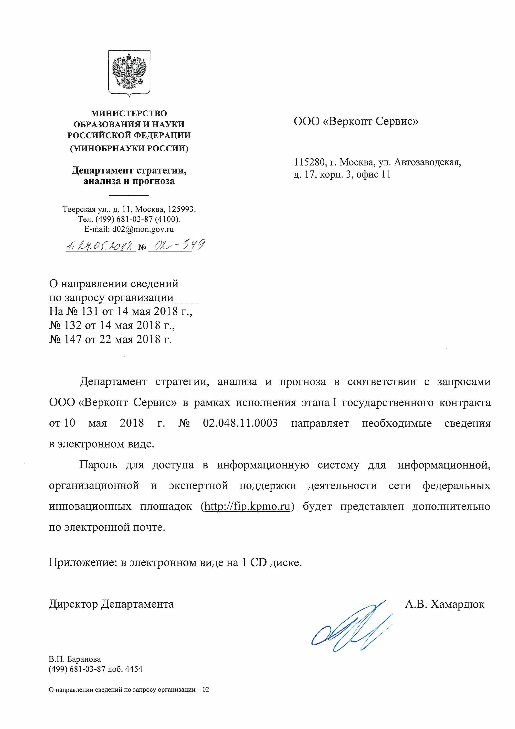 МИНИСТЕРСТВО
ОБРАЗОВАНИЯ И НАУКИ
РОССИЙСКОЙ ФЕДЕРАЦИИ
(МИНОБРНАУКИ РОССИИ)
Департамент стратегии,
анализа и прогноза
Тверская ул., д. 11, Москва, 125993.
Тел. (499) 681-03-87 (4100).
E-mail: d02@mon.gov.ru
24.05.2018 № 02-549
ООО «Верконт Сервис»
115280, г. Москва, ул. Автозаводская,
д. 17, корп. 3, офис 11
О направлении сведений
по запросу организации
На № 131 от 14 мая 2018 г.,
№ 132 от 14 мая 2018 г.,
№ 147 от 22 мая 2018 г.
Департамент стратегии, анализа и прогноза в соответствии с запросами
ООО «Верконт Сервис» в рамках исполнения этапа I государственного контракта
от 10 мая 2018 г. № 02.048.11.0003 направляет необходимые сведения
в электронном виде.
Пароль для доступа в информационную систему для информационной,
организационной и экспертной поддержки деятельности сети федеральных
инновационных площадок (http://fip.kpmo.ru) будет представлен дополнительно
по электронной почте.
Приложение: в электронном виде на 1 CD диске.
Директор Департамента А.В. Хамардюк
В.П. Баранова
(499) 681-03-87 доб. 4454
О направлении сведений по запросу организации - 02